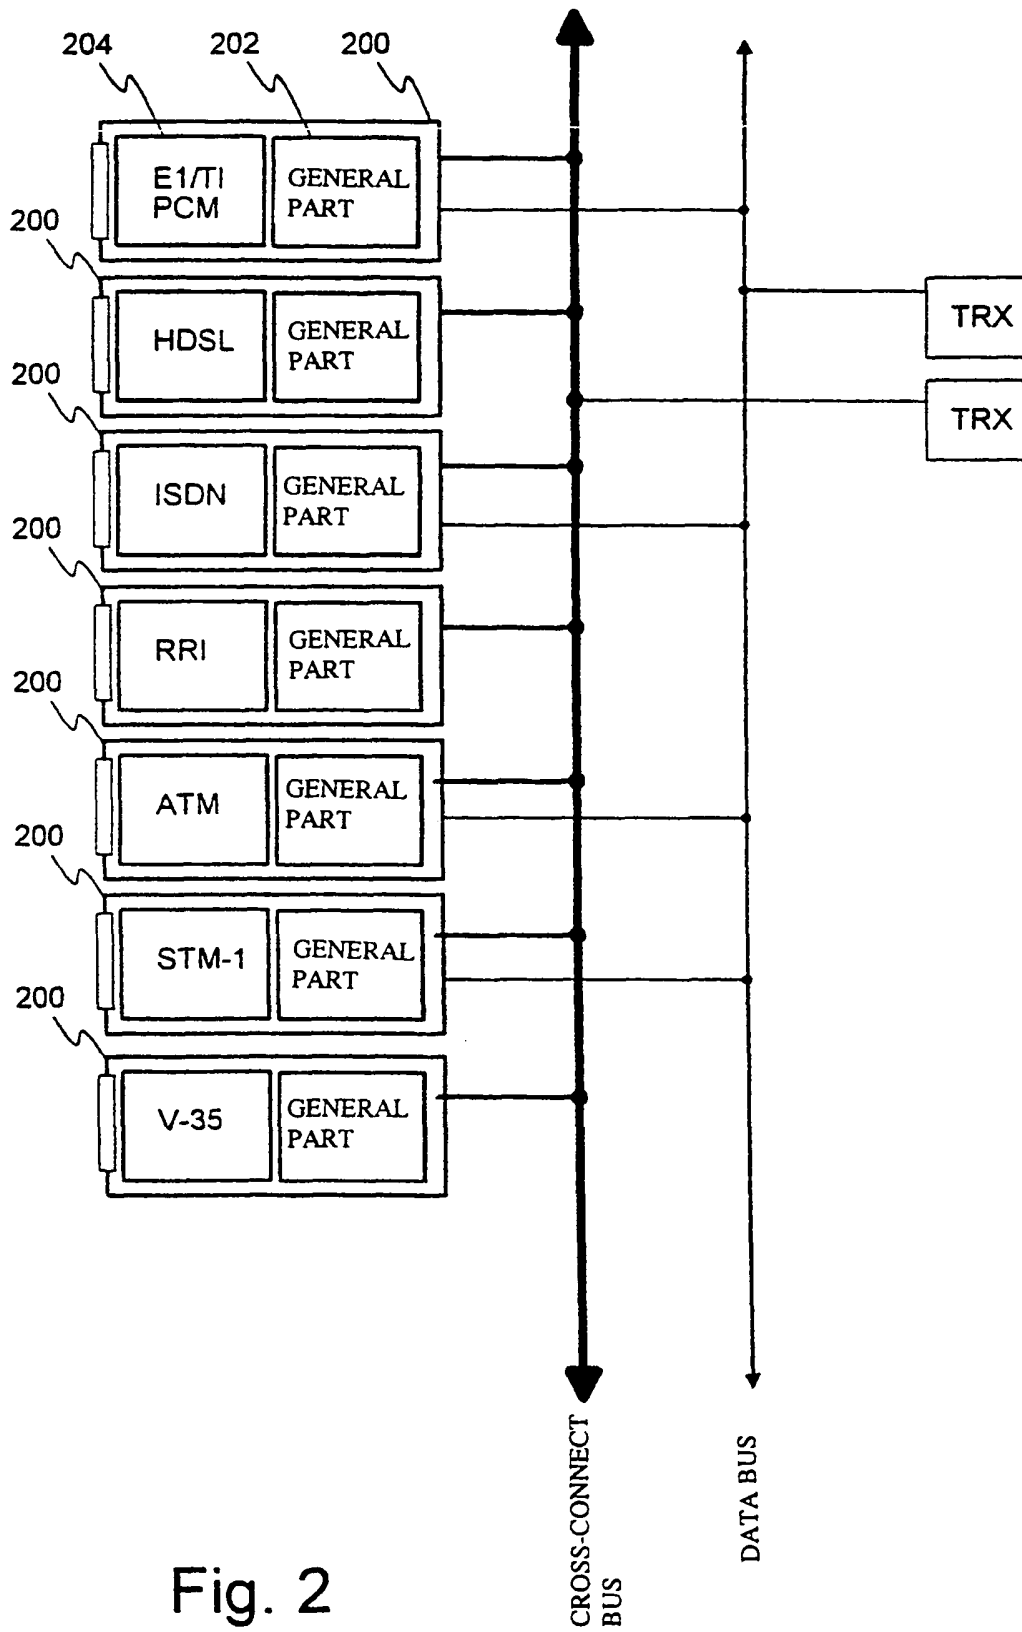 204
202
200
E1/TI
PCM
GENERAL
PART
200
HDSL
GENERAL
PART
TRX
200
TRX
ISDN
GENERAL
PART
200
RRI
GENERAL
PART
200
ATM
GENERAL
PART
200
STM-1
GENERAL
PART
200
V-35
GENERAL
PART
CROSS-CONNECT
BUS
DATA BUS
Fig. 2